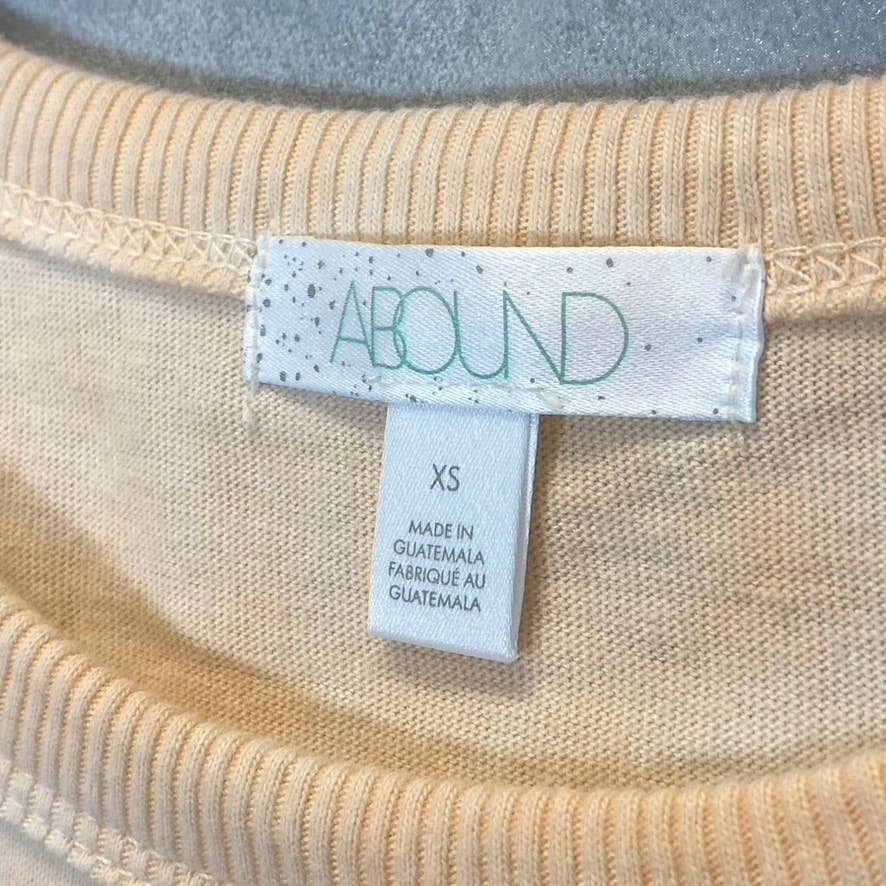 ABOUND
XS
MADE IN
GUATEMALA
FABRIQUÉ AU
GUATEMALA